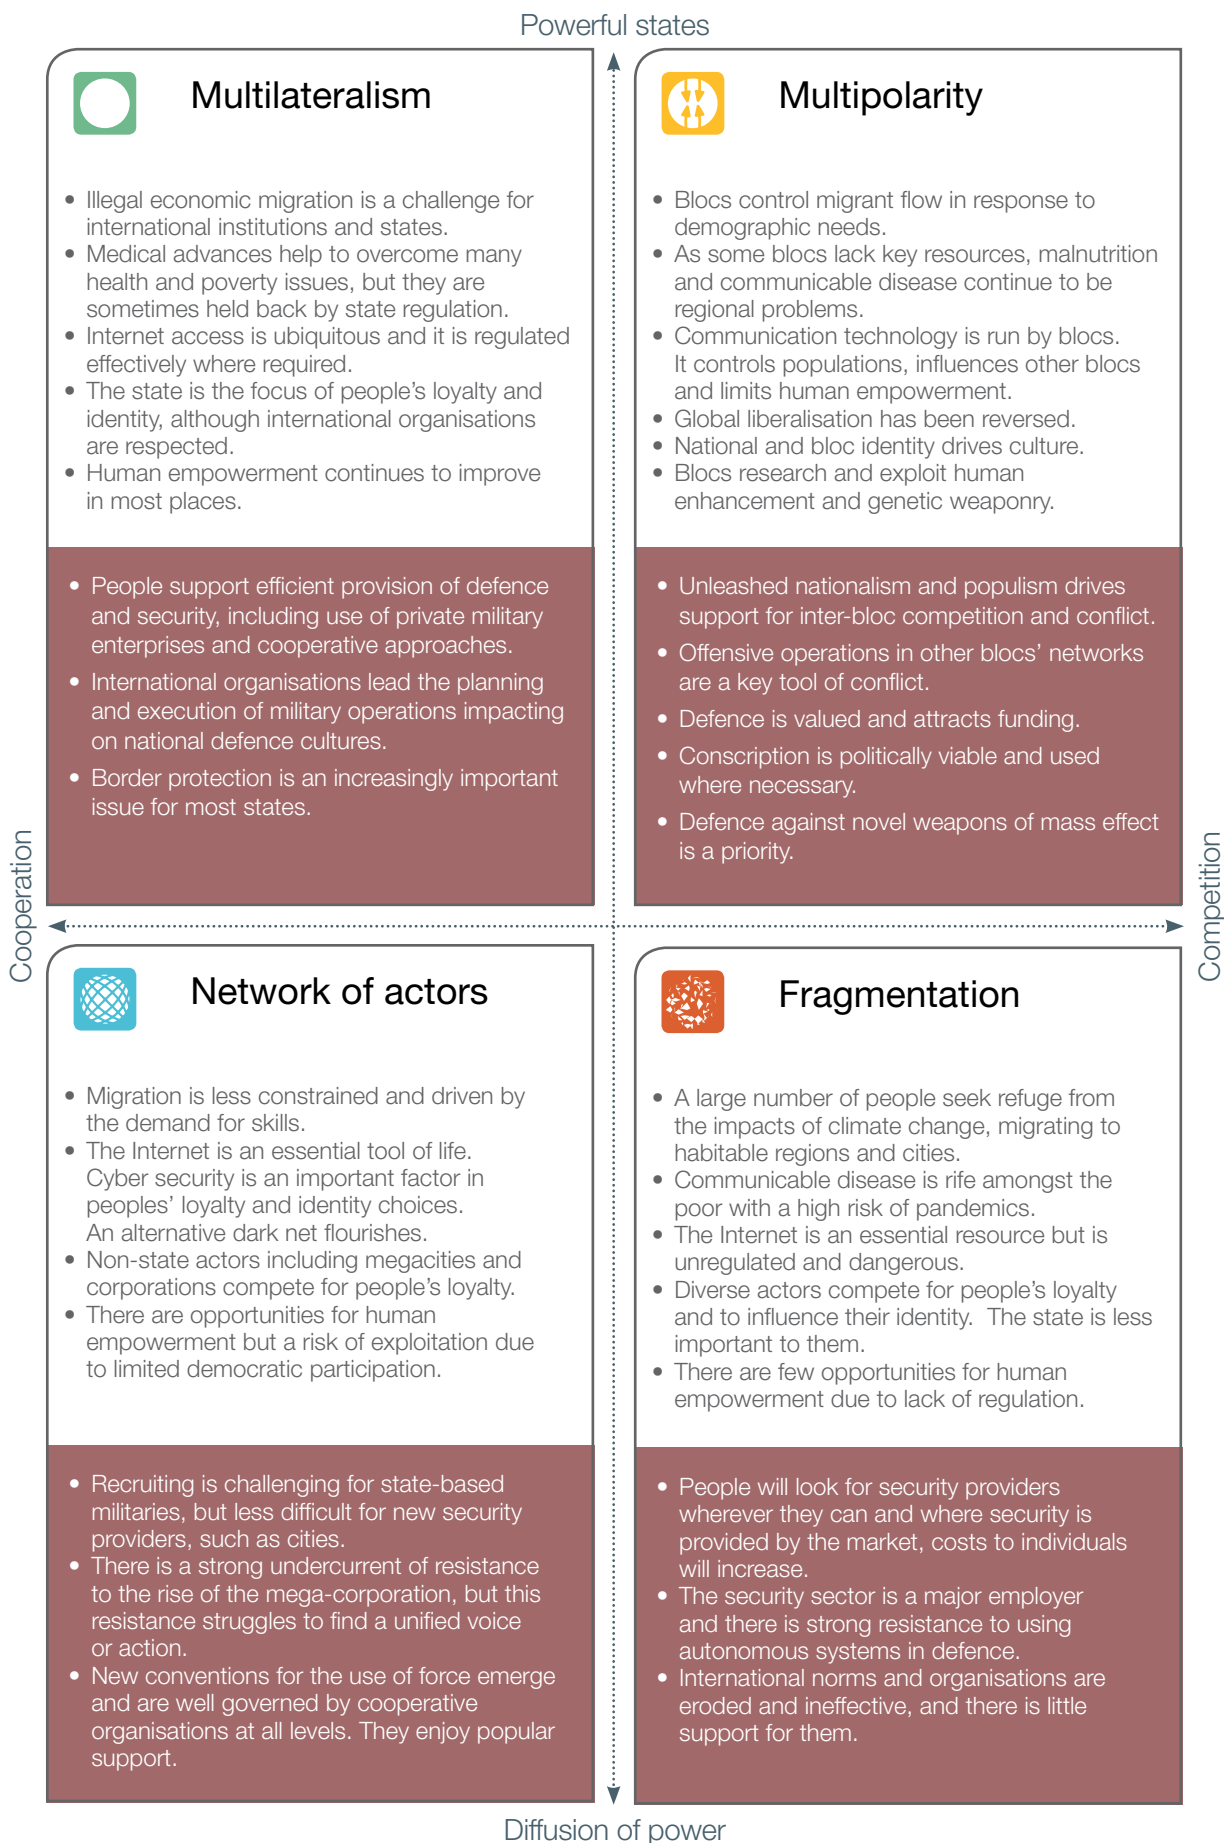 Powerful states
Multilateralism
• Illegal economic migration is a challenge for
international institutions and states.
• Medical advances help to overcome many
health and poverty issues, but they are
sometimes held back by state regulation.
• Internet access is ubiquitous and it is regulated
effectively where required.
• The state is the focus of people’s loyalty and
identity, although international organisations
are respected.
• Human empowerment continues to improve
in most places.
• People support efficient provision of defence
and security, including use of private military
enterprises and cooperative approaches.
• International organisations lead the planning
and execution of military operations impacting
on national defence cultures.
• Border protection is an increasingly important
issue for most states.
Multipolarity
• Blocs control migrant flow in response to
demographic needs.
• As some blocs lack key resources, malnutrition
and communicable disease continue to be
regional problems.
• Communication technology is run by blocs.
It controls populations, influences other blocs
and limits human empowerment.
• Global liberalisation has been reversed.
• National and bloc identity drives culture.
• Blocs research and exploit human
enhancement and genetic weaponry.
• Unleashed nationalism and populism drives
support for inter-bloc competition and conflict.
• Offensive operations in other blocs’ networks
are a key tool of conflict.
• Defence is valued and attracts funding.
• Conscription is politically viable and used
where necessary.
• Defence against novel weapons of mass effect
is a priority.
Cooperation
Competition
Network of actors
• Migration is less constrained and driven by
the demand for skills.
• The Internet is an essential tool of life.
Cyber security is an important factor in
peoples’ loyalty and identity choices.
An alternative dark net flourishes.
• Non-state actors including megacities and
corporations compete for people’s loyalty.
• There are opportunities for human
empowerment but a risk of exploitation due
to limited democratic participation.
• Recruiting is challenging for state-based
militaries, but less difficult for new security
providers, such as cities.
• There is a strong undercurrent of resistance
to the rise of the mega-corporation, but this
resistance struggles to find a unified voice
or action.
• New conventions for the use of force emerge
and are well governed by cooperative
organisations at all levels. They enjoy popular
support.
Fragmentation
• A large number of people seek refuge from
the impacts of climate change, migrating to
habitable regions and cities.
• Communicable disease is rife amongst the
poor with a high risk of pandemics.
• The Internet is an essential resource but is
unregulated and dangerous.
• Diverse actors compete for people’s loyalty
and to influence their identity.  The state is less
important to them.
• There are few opportunities for human
empowerment due to lack of regulation.
• People will look for security providers
wherever they can and where security is
provided by the market, costs to individuals
will increase.
• The security sector is a major employer
and there is strong resistance to using
autonomous systems in defence.
• International norms and organisations are
eroded and ineffective, and there is little
support for them.
Diffusion of power